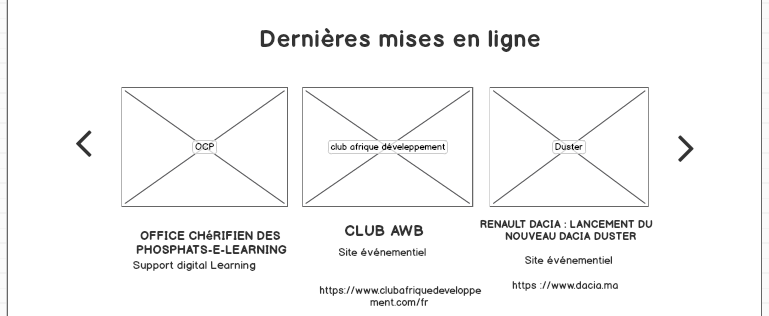 Dernières mises en ligne
OCP
club afrique développement
Duster
OFFICE CHéRIFIEN DES
PHOSPHATS-E-LEARNING
Support digital Learning
CLUB AWB
Site événementiel
https://www.clubafriquedeveloppe
ment.com/fr
RENAULT DACIA : LANCEMENT DU
NOUVEAU DACIA DUSTER
Site événementiel
https ://www.dacia.ma